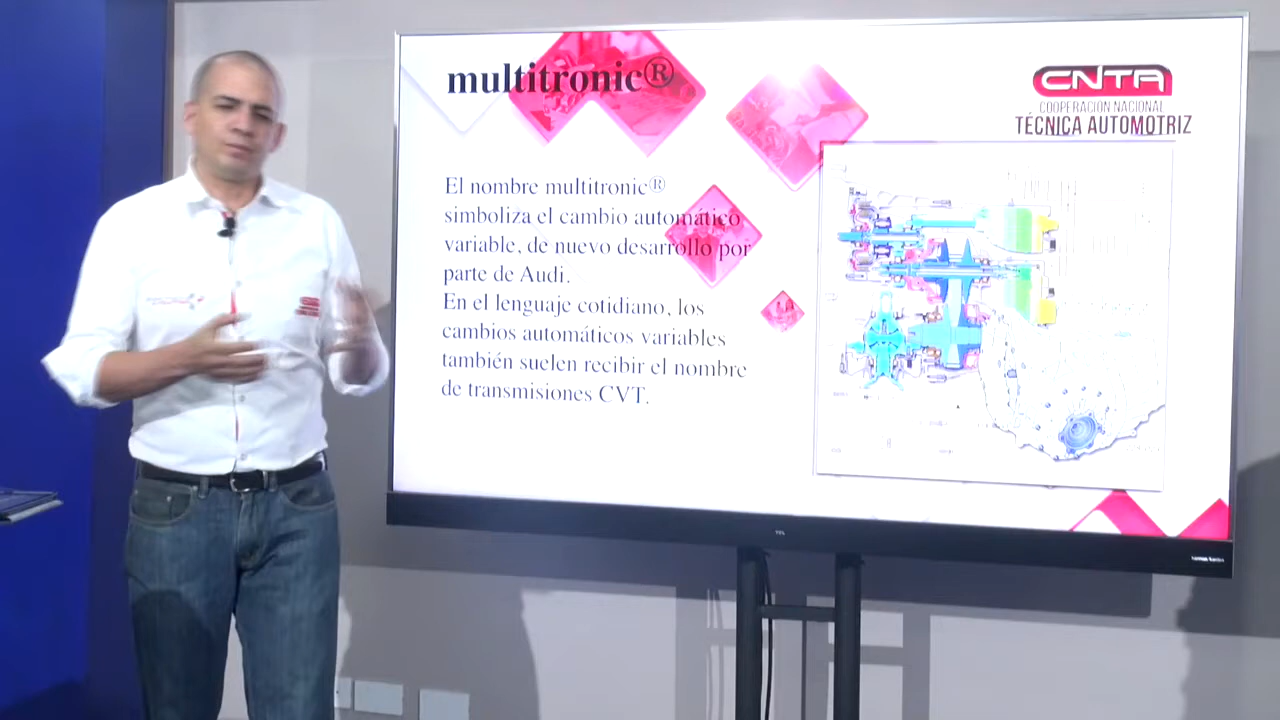 multitronic®
CNTA
COOPERACIÓN NACIONAL
TÉCNICA AUTOMOTRIZ
El nombre multitronic®
simboliza el cambio automático
variable, de nuevo desarrollo por
parte de Audi.
En el lenguaje cotidiano, los
cambios automáticos variables
también suelen recibir el nombre
de transmisiones CVT.
TCL